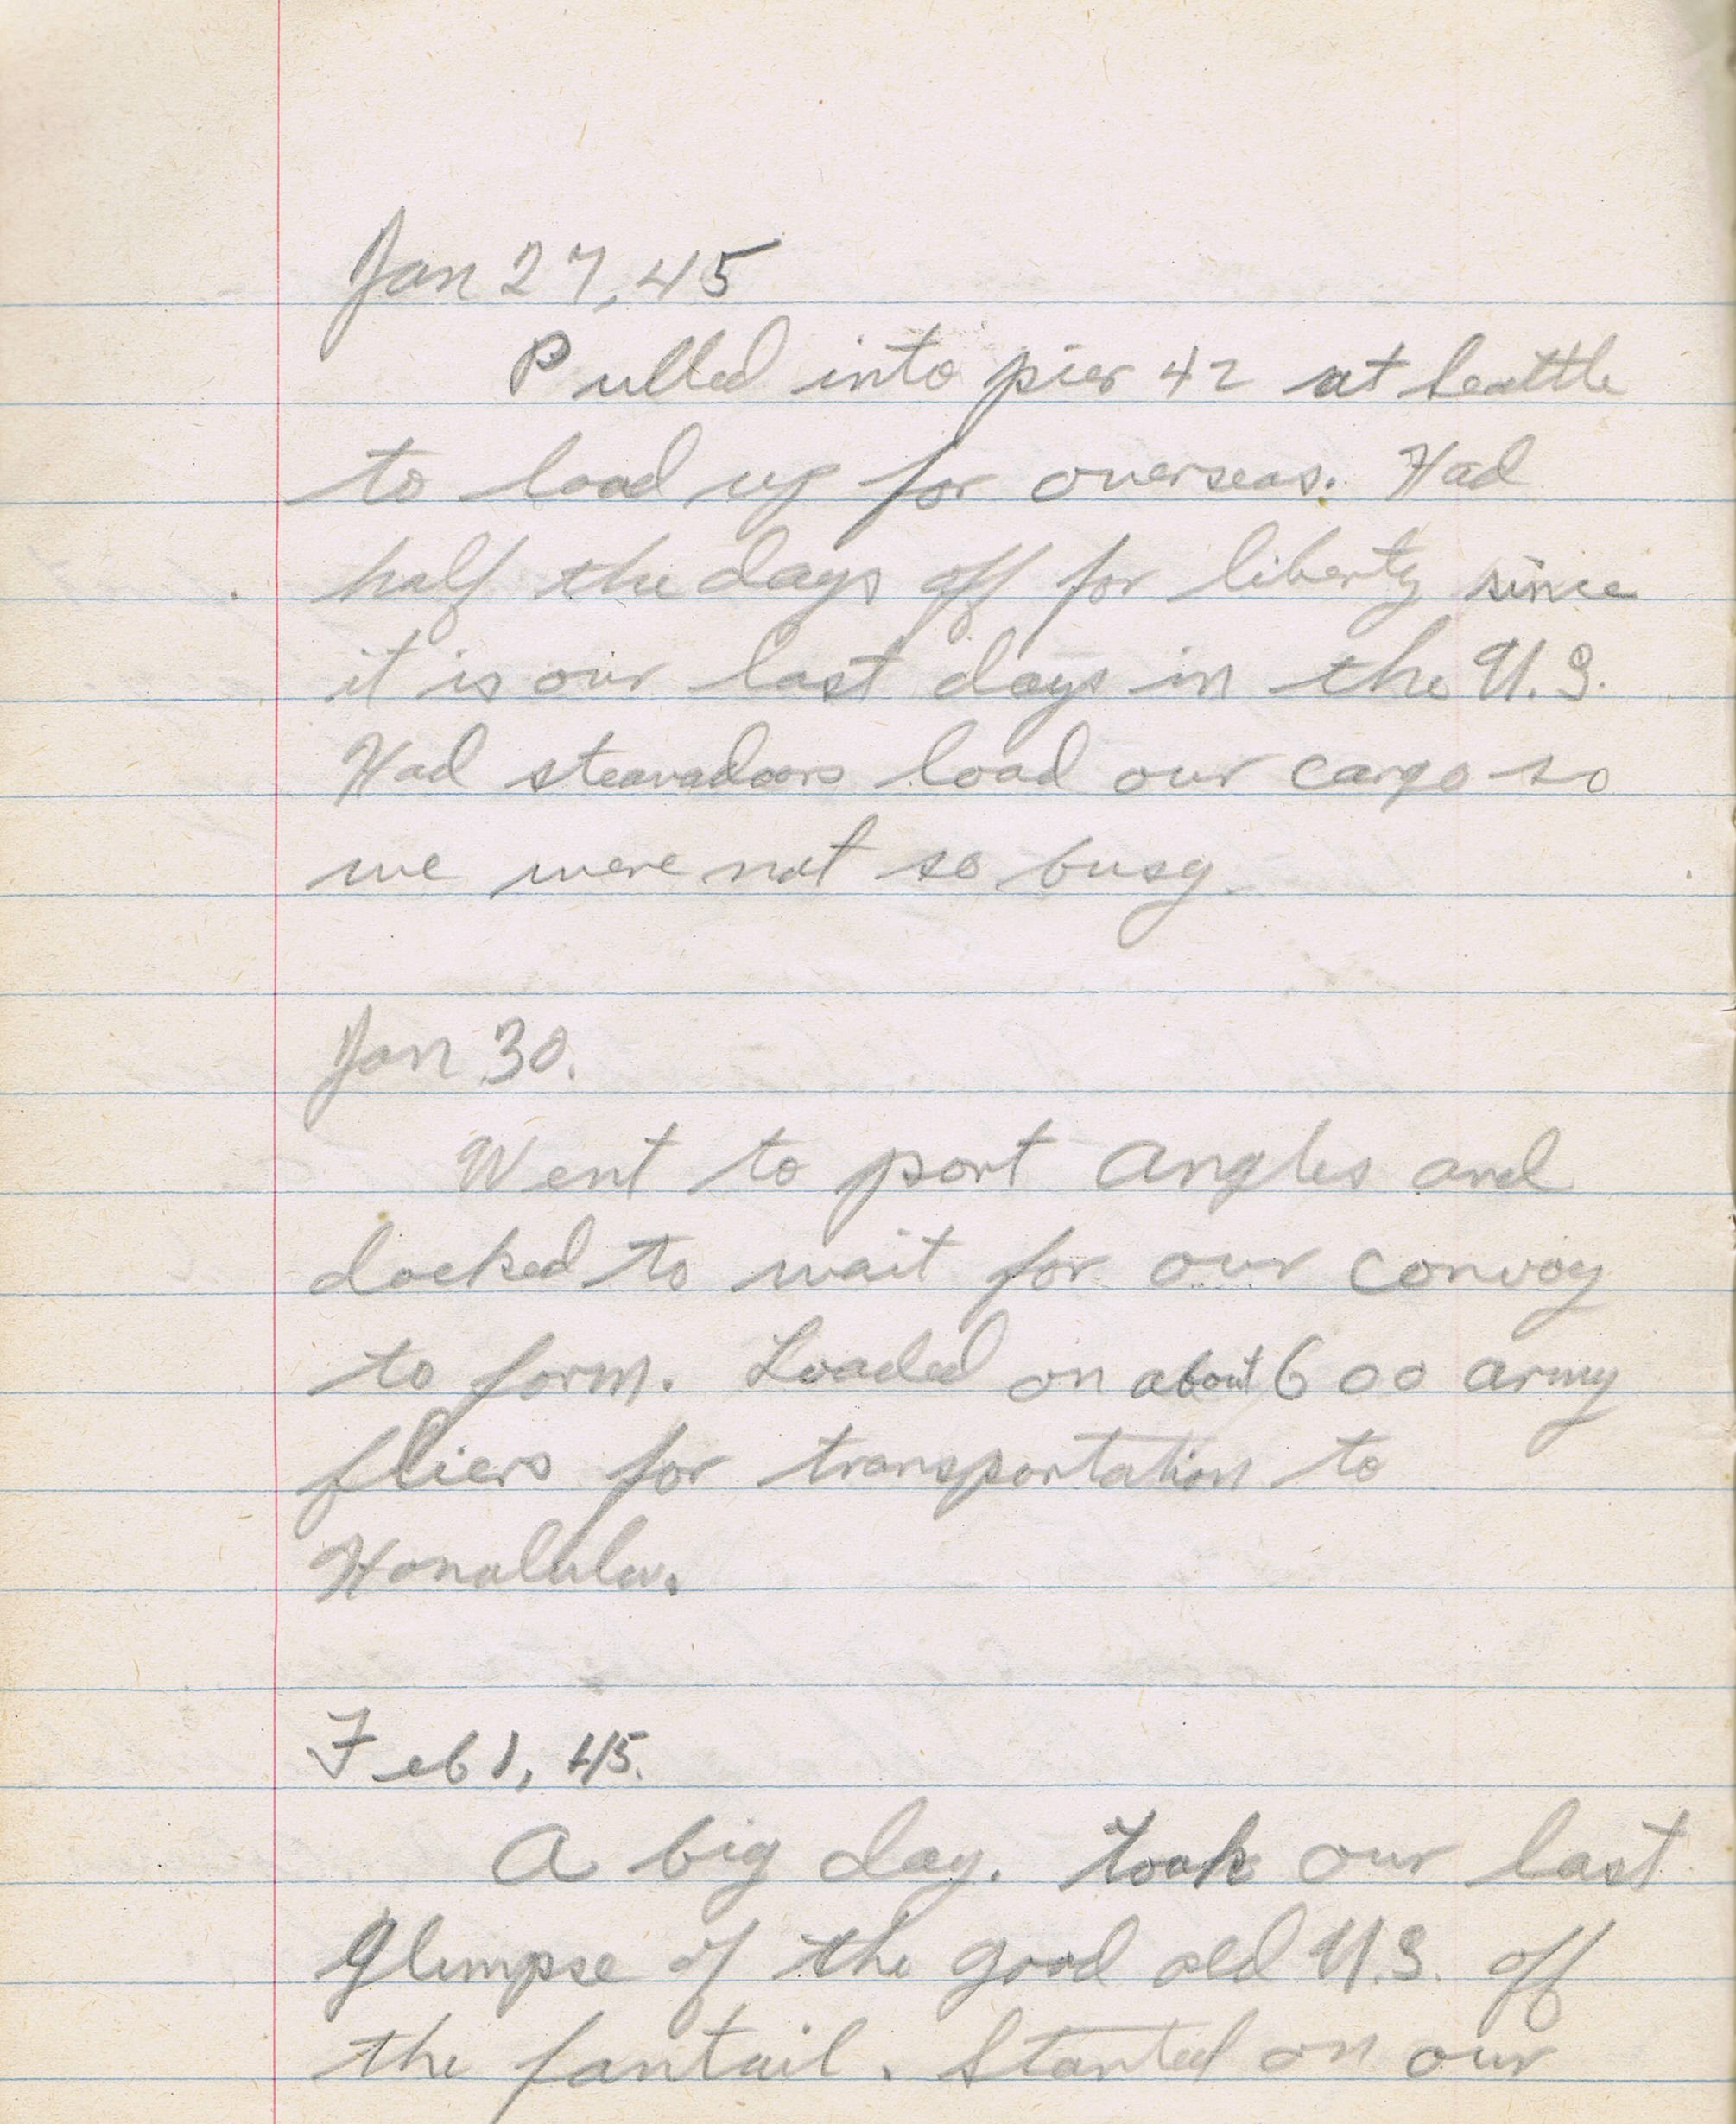 Jan 27, 45
Pulled into pier 42 at Seattle
to load up for overseas. Had
half the days off for liberty since
it is our last days in the U.S.
Had steavadoors load our cargo so
we were not so busy.
Jan 30.
Went to port Angles and
docked to wait for our convoy
to form. Loaded on about 600 army
fliers for transportation to
Honalulu.
Feb 1, 45.
A big day. Took our last
glimpse of the good old U.S. off
the fantail. Started on our